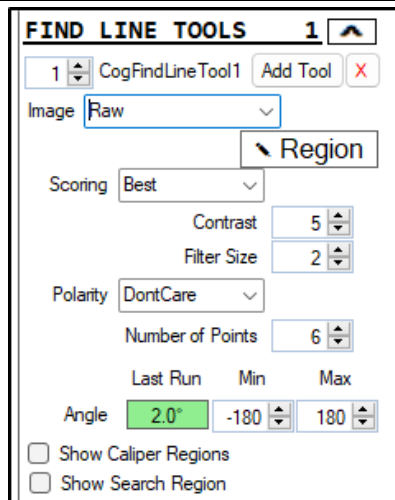 FIND LINE TOOLS 1
1 CogFindLineTool1 Add Tool X
Image Raw
Region
Scoring Best
Contrast 5
Filter Size 2
Polarity DontCare
Number of Points 6
Last Run Min Max
Angle 2.0° -180 180
Show Caliper Regions
Show Search Region